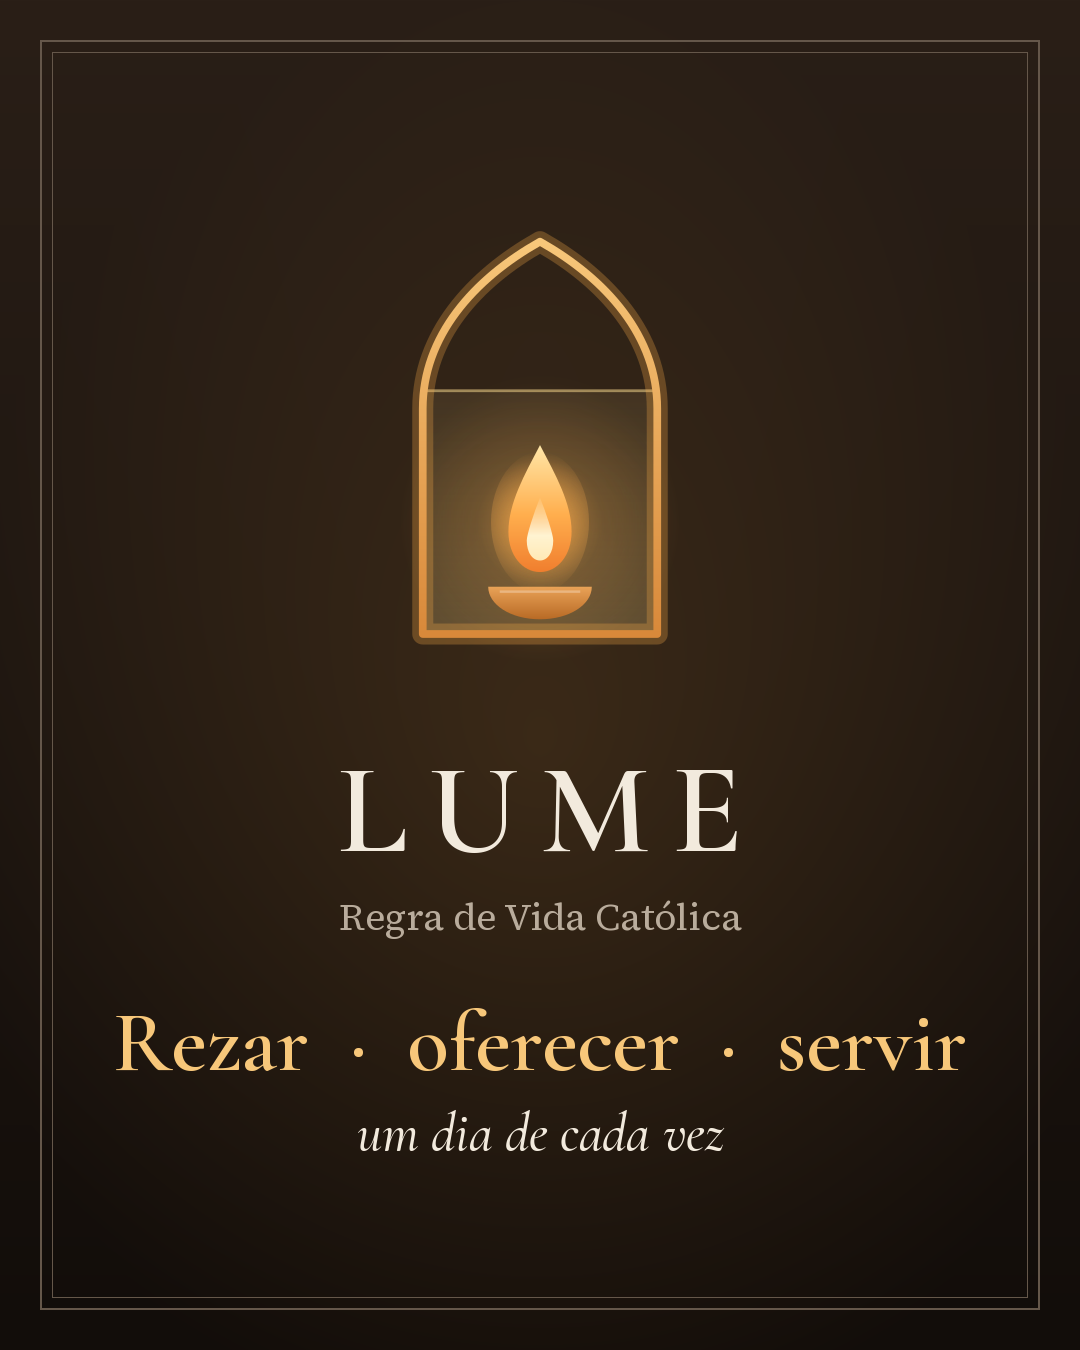 LUME
Regra de Vida Católica
Rezar · oferecer · servir
um dia de cada vez